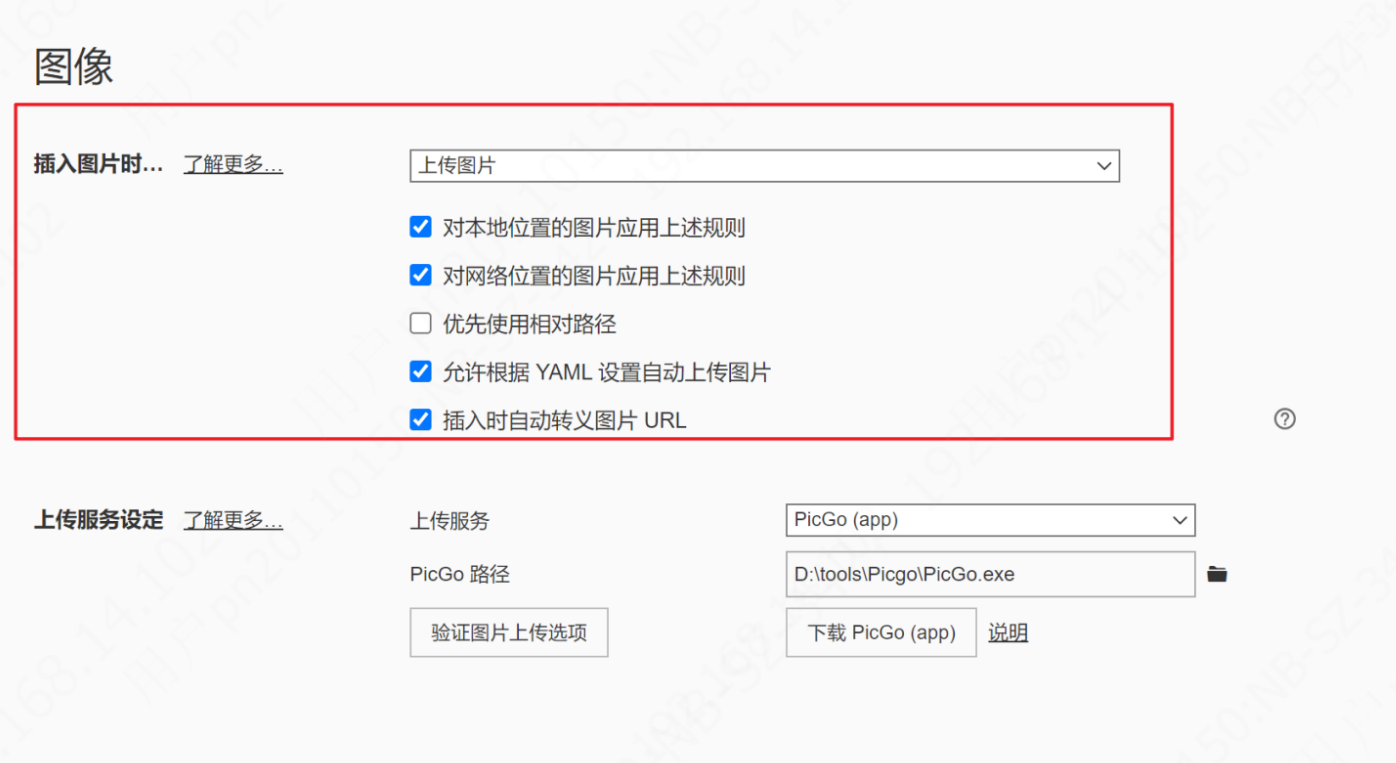 图像
插入图片时... 了解更多... 上传图片
对本地位置的图片应用上述规则
对网络位置的图片应用上述规则
优先使用相对路径
允许根据 YAML 设置自动上传图片
插入时自动转义图片 URL
上传服务设定 了解更多... 上传服务 PicGo (app)
PicGo 路径 D:\tools\Picgo\PicGo.exe
验证图片上传选项 下载 PicGo (app) 说明